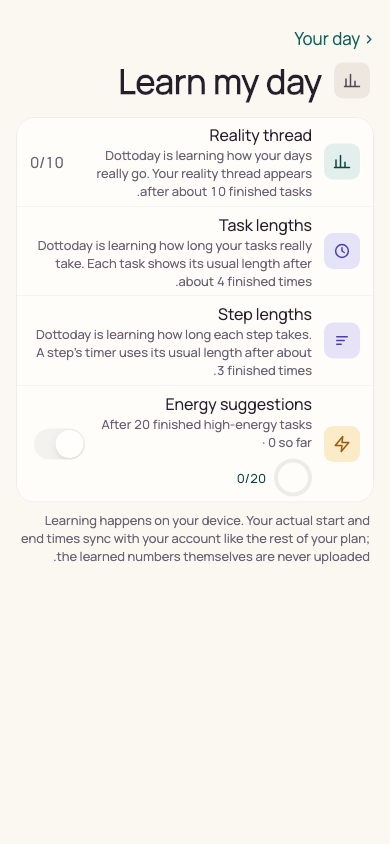 Your day ›
Learn my day
Reality thread
0/10
Dottoday is learning how your days
really go. Your reality thread appears
.after about 10 finished tasks
Task lengths
Dottoday is learning how long your tasks really
take. Each task shows its usual length after
.about 4 finished times
Step lengths
Dottoday is learning how long each step takes.
A step's timer uses its usual length after about
.3 finished times
Energy suggestions
After 20 finished high-energy tasks
· 0 so far
0/20
Learning happens on your device. Your actual start and
end times sync with your account like the rest of your plan;
.the learned numbers themselves are never uploaded